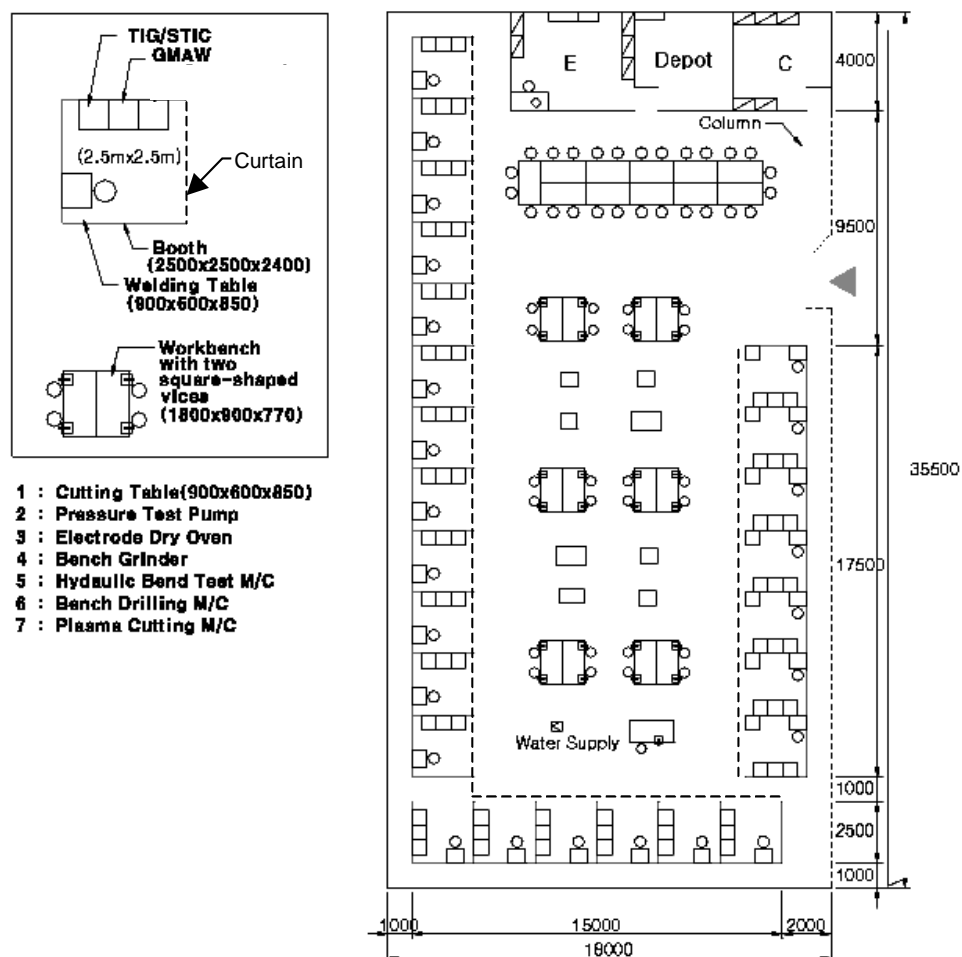 TIG/STIC
GMAW
(2.5mx2.5m)
Curtain
Booth
(2500x2500x2400)
Welding Table
(900x600x850)
Workbench
with two
square-shaped
vices
(1800x900x770)
1 : Cutting Table(900x600x850)
2 : Pressure Test Pump
3 : Electrode Dry Oven
4 : Bench Grinder
5 : Hydaulic Bend Test M/C
6 : Bench Drilling M/C
7 : Plasma Cutting M/C
E
Depot
C
Column
Water Supply
4000
9500
17500
35500
1000
2500
1000
1000
15000
2000
18000